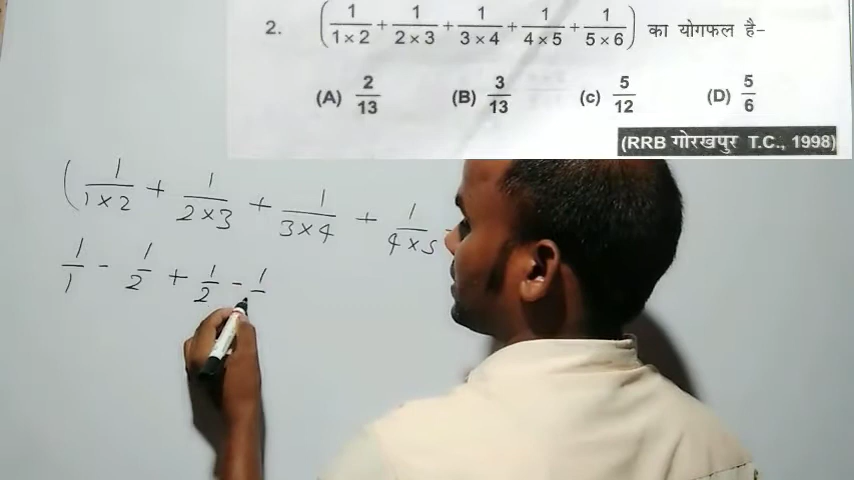 2. (1/1×2 + 1/2×3 + 1/3×4 + 1/4×5 + 1/5×6) का योगफल है-
(A) 2/13 (B) 3/13 (c) 5/12 (D) 5/6
(RRB गोरखपुर T.C., 1998)
(1/1×2 + 1/2×3 + 1/3×4 + 1/4×5
1/1 - 1/2 + 1/2 - 1/